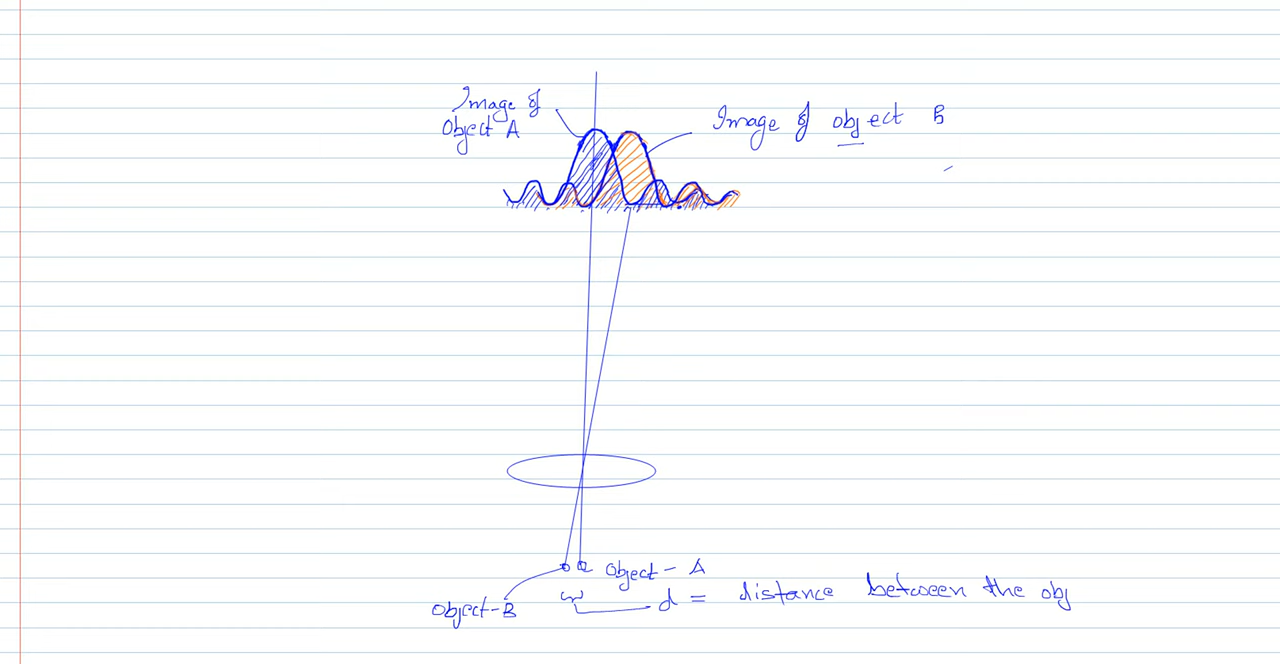 Image of
Object A
Image of object B
Object - A
Object-B
d = distance between the obj